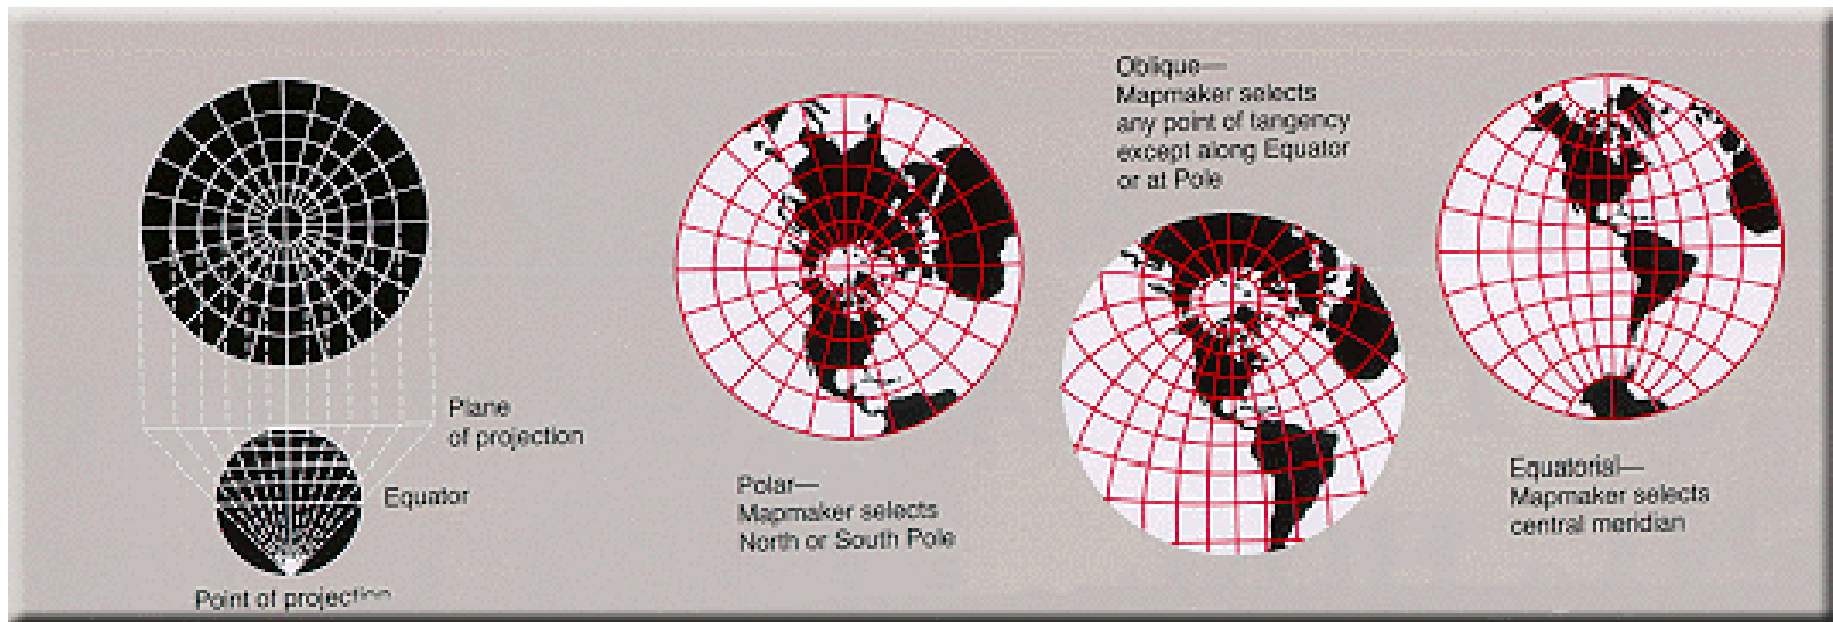 Plane
of projection
Equator
Point of projection
Polar—
Mapmaker selects
North or South Pole
Oblique—
Mapmaker selects
any point of tangency
except along Equator
or at Pole
Equatorial—
Mapmaker selects
central meridian